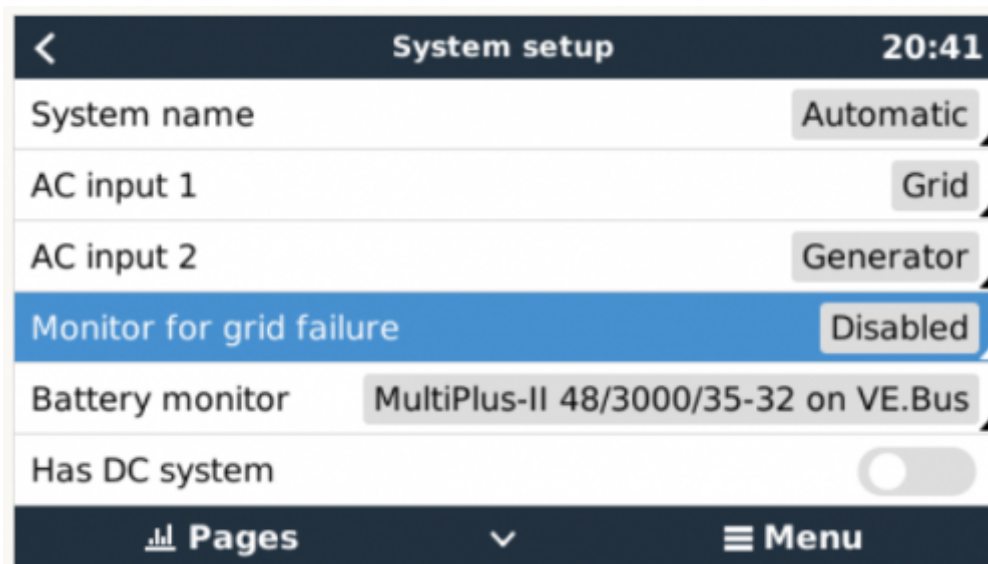 System setup 20:41
System name Automatic
AC input 1 Grid
AC input 2 Generator
Monitor for grid failure Disabled
Battery monitor MultiPlus-II 48/3000/35-32 on VE.Bus
Has DC system
Pages Menu